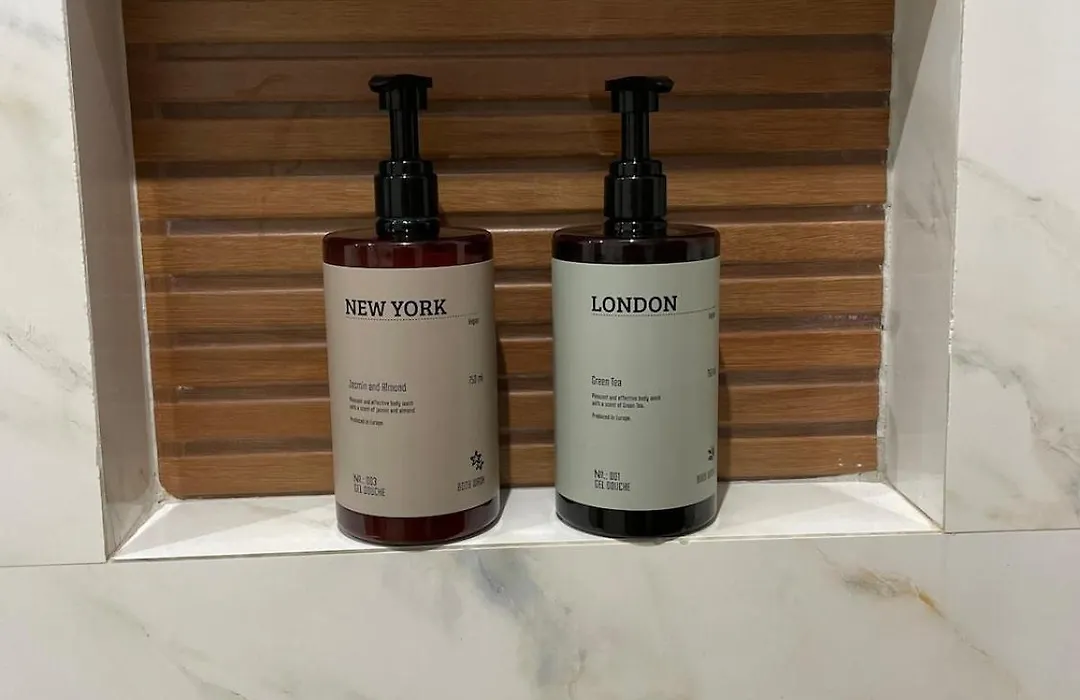 NEW YORK
Vegan
Jasmin and Almond
750 ml
Pleasant and effective body wash
with a scent of jasmin and almond
Produced in Europe
NR.: 003
GEL DOUCHE
BODY WASH
LONDON
Green Tea
Pleasant and effective body wash
with a scent of Green Tea.
Produced in Europe
NR.: 001
GEL DOUCHE